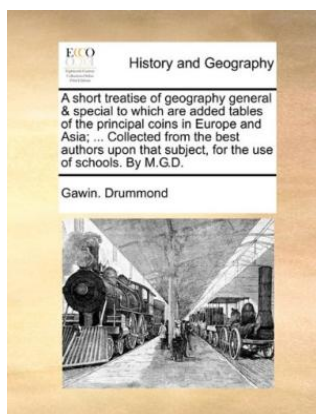 ECCO
History and Geography
A short treatise of geography general
& special to which are added tables
of the principal coins in Europe and
Asia; ... Collected from the best
authors upon that subject, for the use
of schools. By M.G.D.
Gawin. Drummond